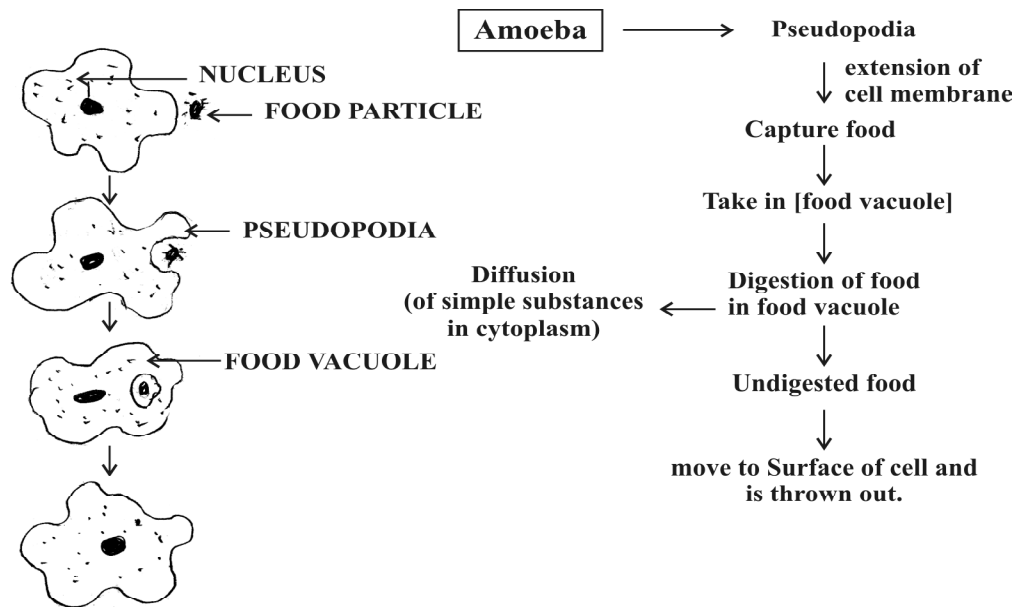 Amoeba
Pseudopodia
extension of
cell membrane
Capture food
Take in [food vacuole]
Digestion of food
in food vacuole
Diffusion
(of simple substances
in cytoplasm)
Undigested food
move to Surface of cell and
is thrown out.
NUCLEUS
FOOD PARTICLE
PSEUDOPODIA
FOOD VACUOLE